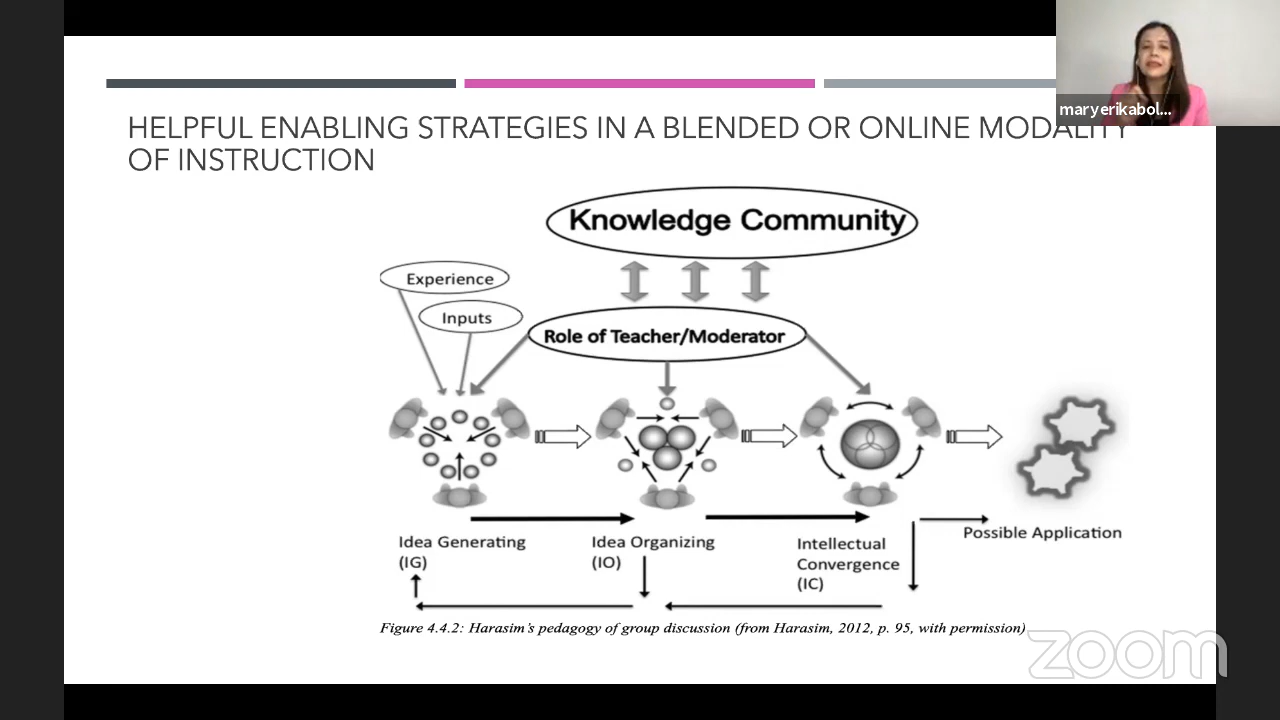 maryerikabol...
HELPFUL ENABLING STRATEGIES IN A BLENDED OR ONLINE MODALITY
OF INSTRUCTION
Knowledge Community
Experience
Inputs
Role of Teacher/Moderator
Idea Generating
(IG)
Idea Organizing
(IO)
Intellectual
Convergence
(IC)
Possible Application
Figure 4.4.2: Harasim's pedagogy of group discussion (from Harasim, 2012, p. 95, with permission)
zoom